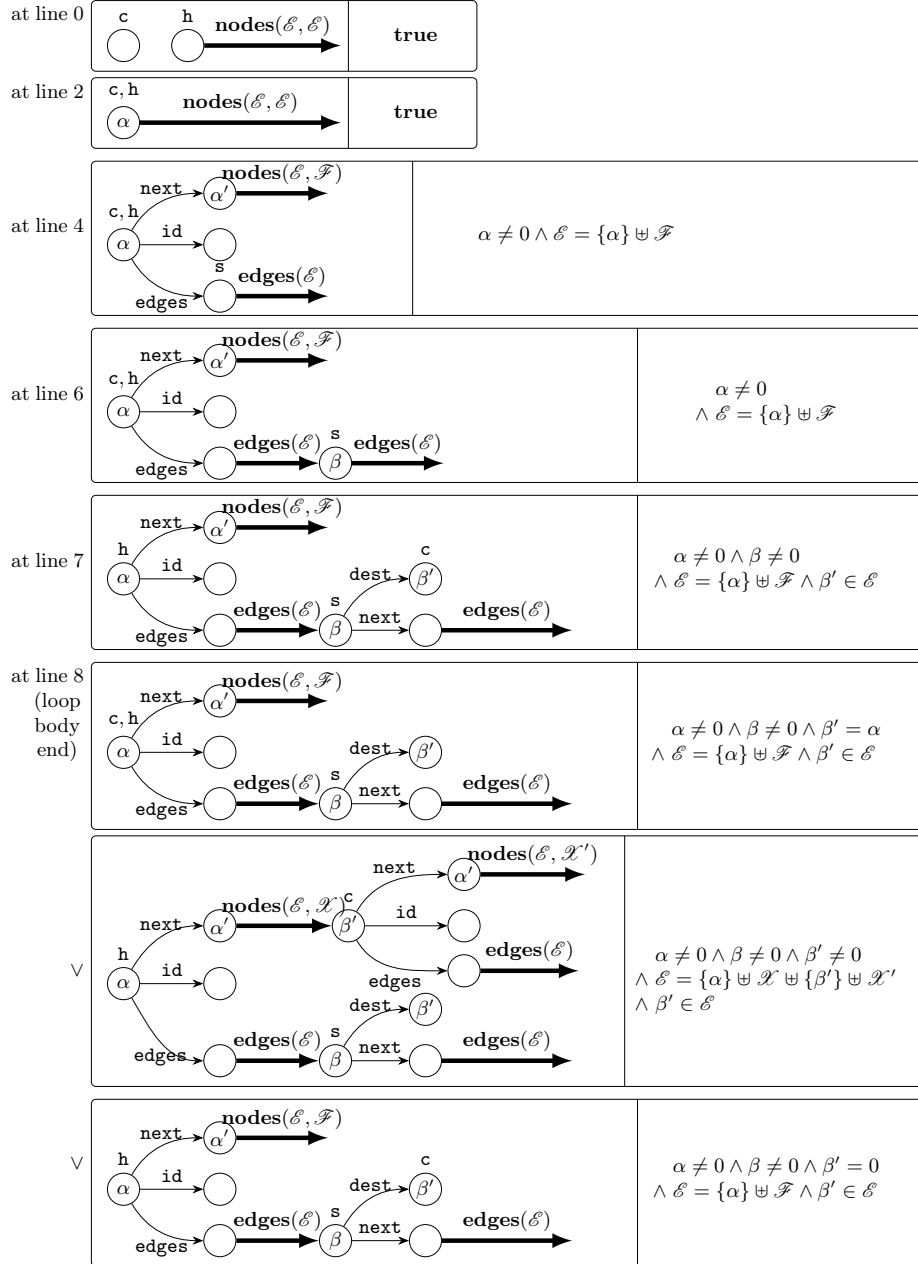 at line 0
c h nodes(ℰ, ℰ)
true
at line 2
c, h
α nodes(ℰ, ℰ)
true
at line 4
next α′ nodes(ℰ, ℱ)
c, h
α id
s
edges edges(ℰ)
α ≠ 0 ∧ ℰ = {α} ⊎ ℱ
at line 6
next α′ nodes(ℰ, ℱ)
c, h
α id
s
edges edges(ℰ) β edges(ℰ)
α ≠ 0
∧ ℰ = {α} ⊎ ℱ
at line 7
next α′ nodes(ℰ, ℱ)
h c
α id dest β′
s
edges edges(ℰ) β next edges(ℰ)
α ≠ 0 ∧ β ≠ 0
∧ ℰ = {α} ⊎ ℱ ∧ β′ ∈ ℰ
at line 8
(loop
body
end)
next α′ nodes(ℰ, ℱ)
c, h
α id dest β′
s
edges edges(ℰ) β next edges(ℰ)
α ≠ 0 ∧ β ≠ 0 ∧ β′ = α
∧ ℰ = {α} ⊎ ℱ ∧ β′ ∈ ℰ
∨
next α′ nodes(ℰ, 𝒳′)
c
next α′ nodes(ℰ, 𝒳) β′ id
h
edges edges(ℰ)
α id
dest β′
s
edges edges(ℰ) β next edges(ℰ)
α ≠ 0 ∧ β ≠ 0 ∧ β′ ≠ 0
∧ ℰ = {α} ⊎ 𝒳 ⊎ {β′} ⊎ 𝒳′
∧ β′ ∈ ℰ
∨
next α′ nodes(ℰ, ℱ)
h c
α id dest β′
s
edges edges(ℰ) β next edges(ℰ)
α ≠ 0 ∧ β ≠ 0 ∧ β′ = 0
∧ ℰ = {α} ⊎ ℱ ∧ β′ ∈ ℰ